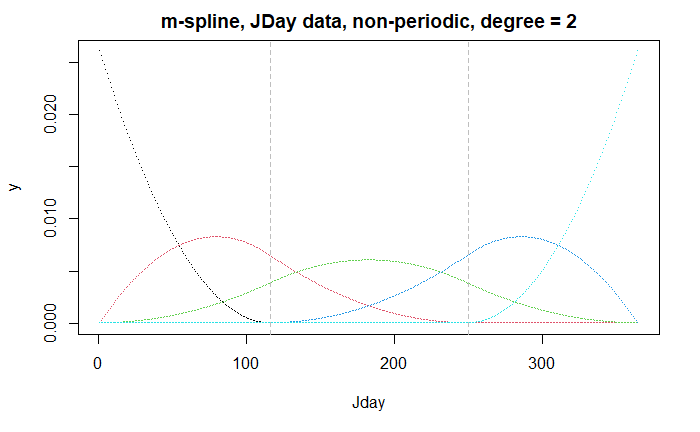 m-spline, JDay data, non-periodic, degree = 2
0.020
0.010
0.000
y
0 100 200 300
Jday